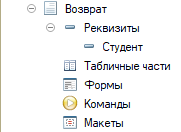 Возврат
Реквизиты
Студент
Табличные части
Формы
Команды
Макеты